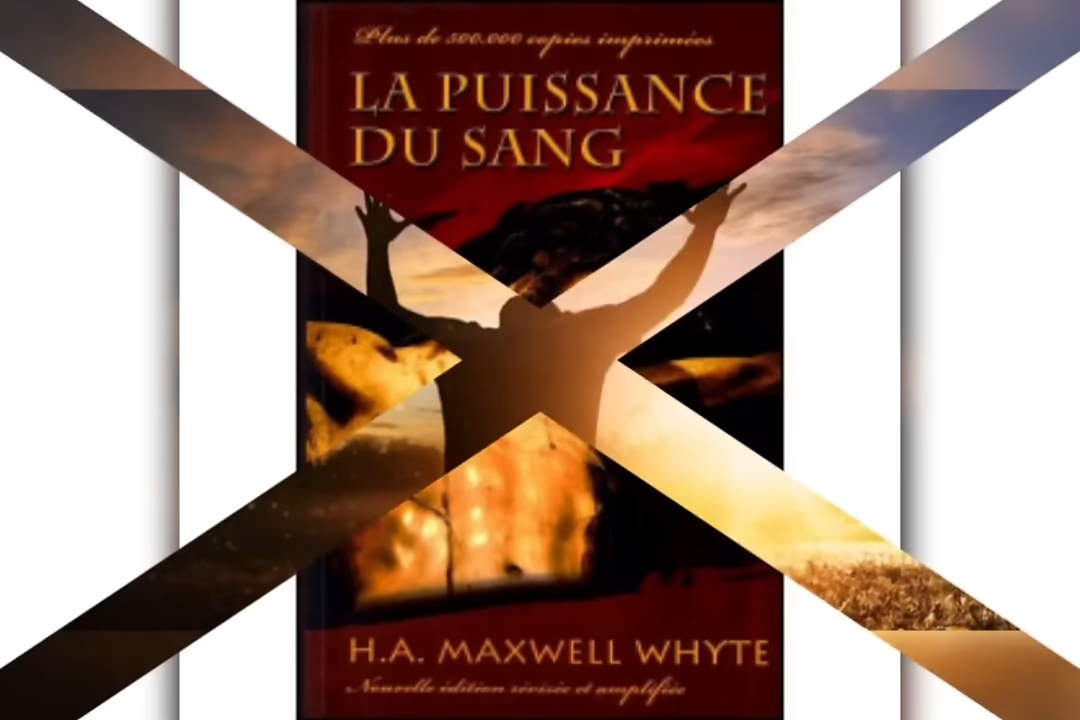 Plus de 500.000 copies imprimées
LA PUISSANCE
DU SANG
H.A. MAXWELL WHYTE
Nouvelle édition révisée et amplifiée